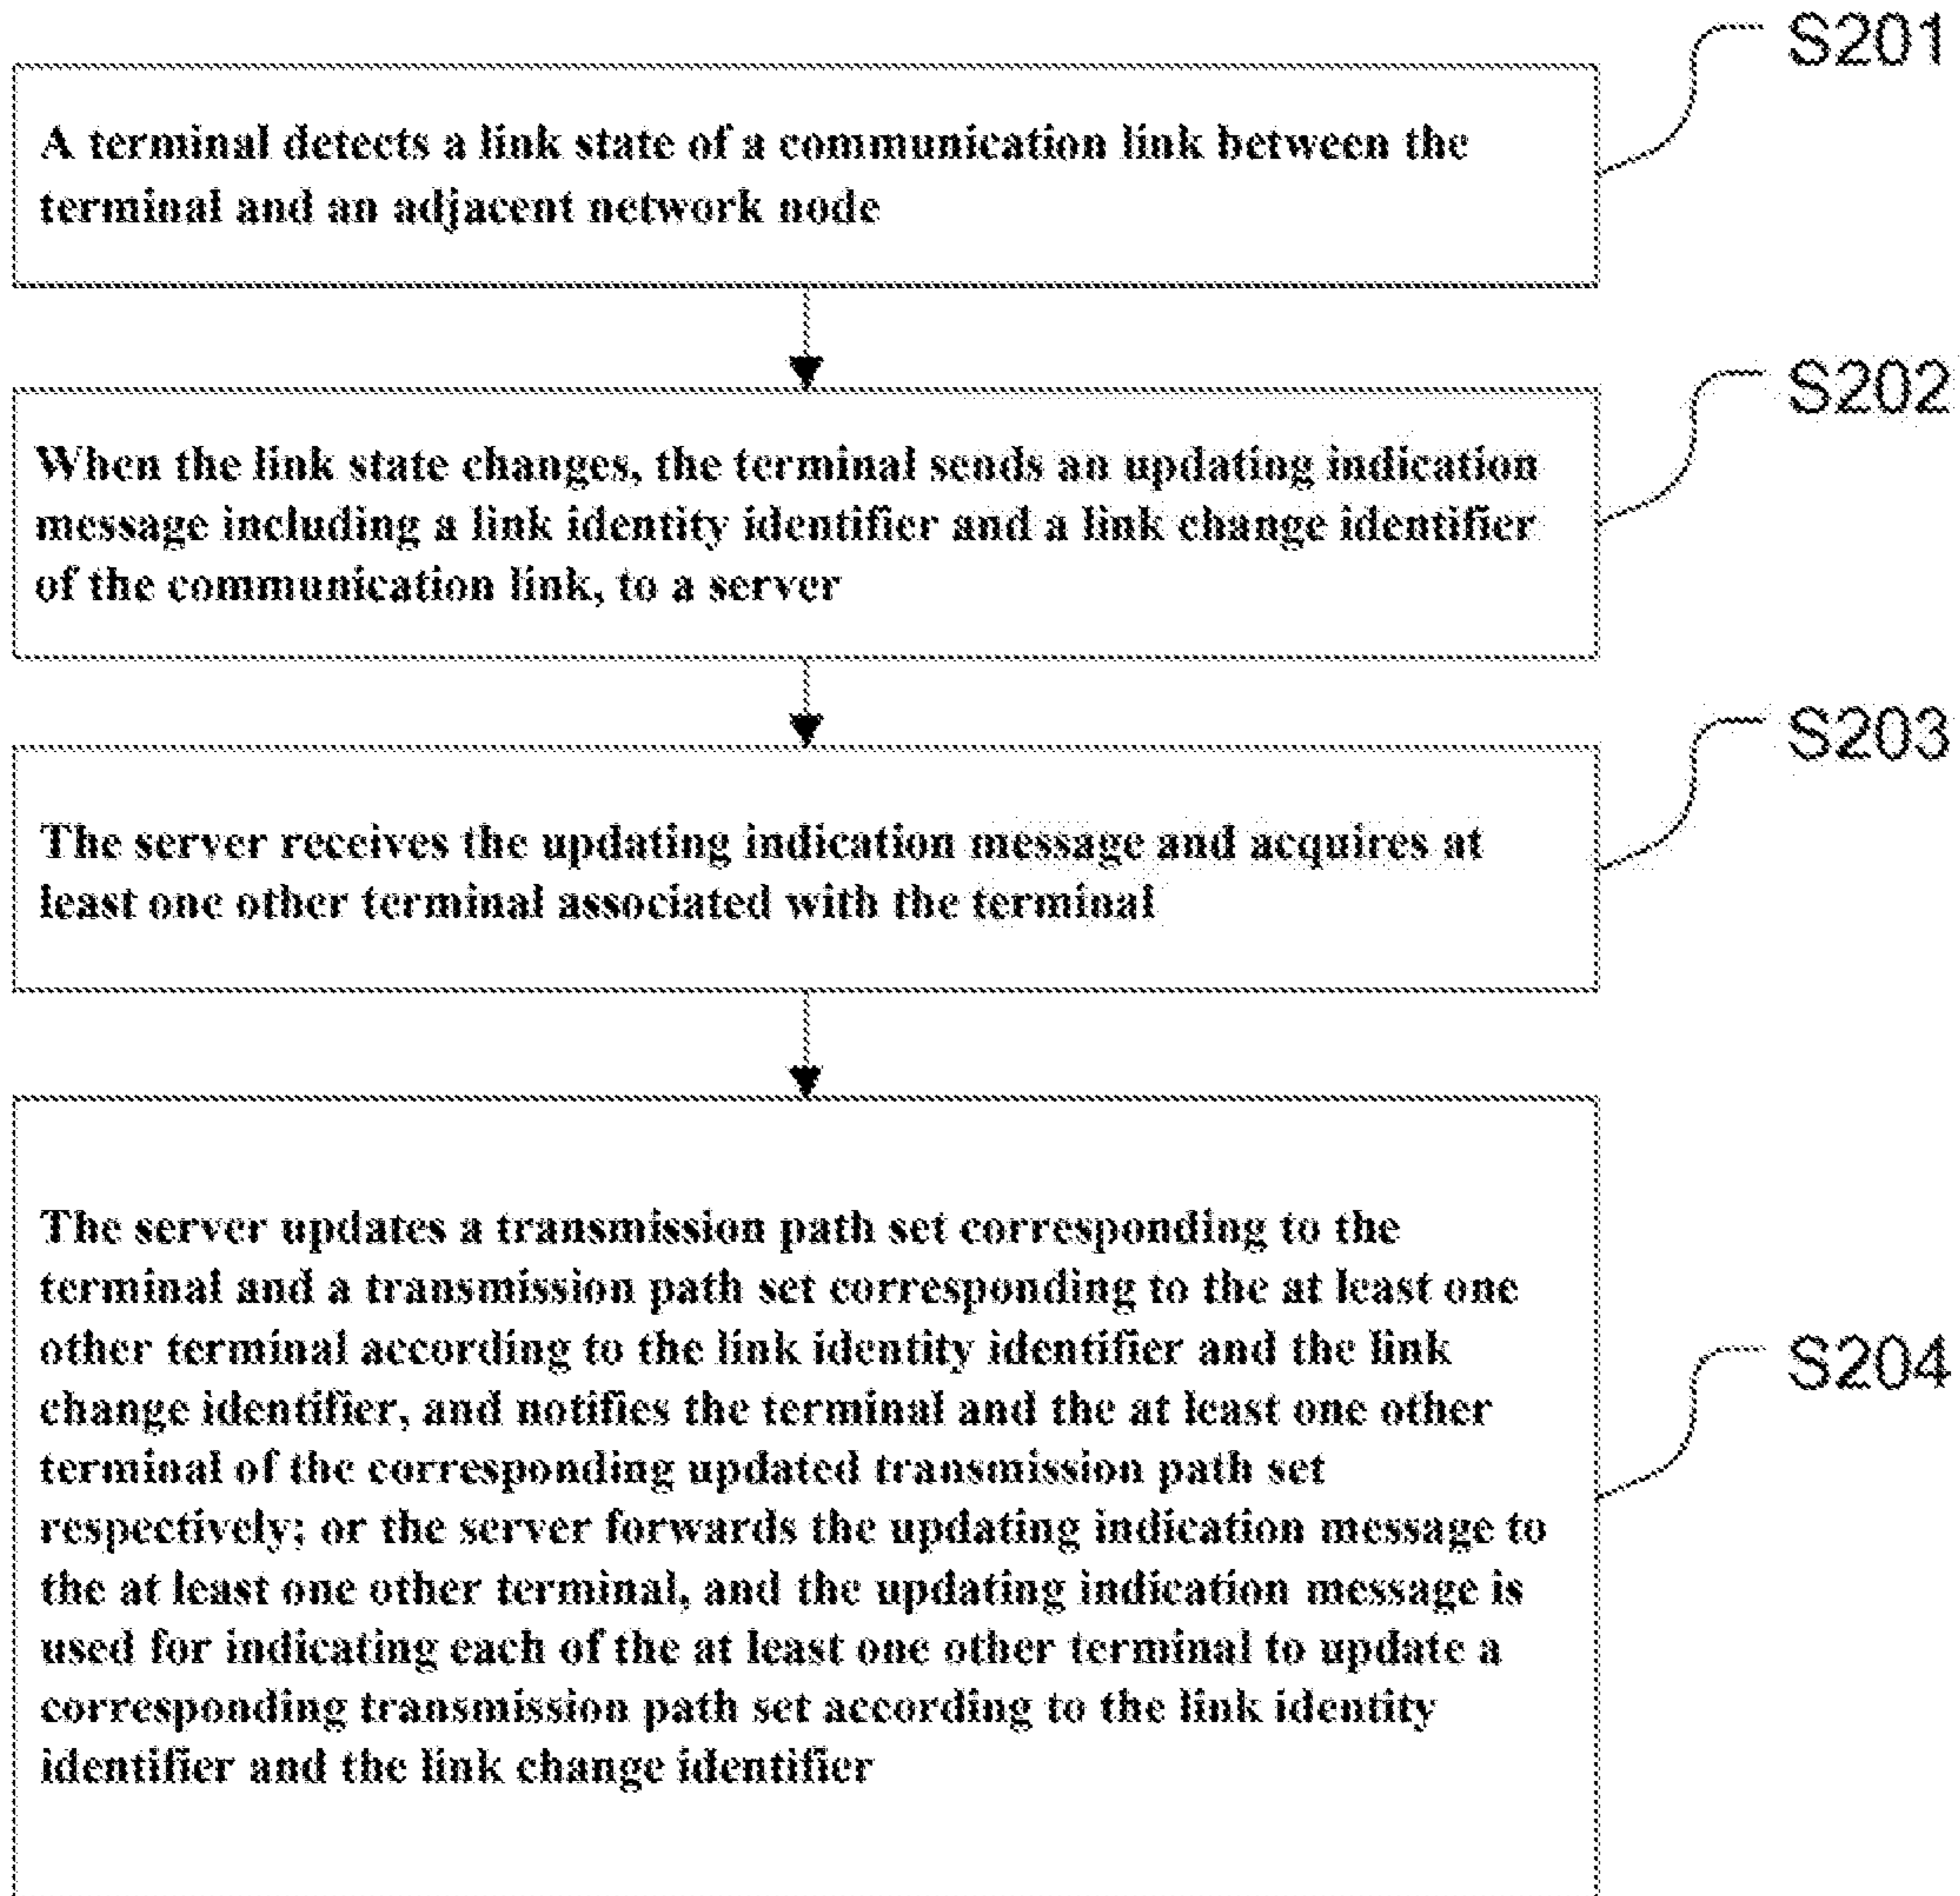 S201
A terminal detects a link state of a communication link between the
terminal and an adjacent network node
S202
When the link state changes, the terminal sends an updating indication
message including a link identity identifier and a link change identifier
of the communication link, to a server
S203
The server receives the updating indication message and acquires at
least one other terminal associated with the terminal
The server updates a transmission path set corresponding to the
terminal and a transmission path set corresponding to the at least one
other terminal according to the link identity identifier and the link
S204
change identifier, and notifies the terminal and the at least one other
terminal of the corresponding updated transmission path set
respectively; or the server forwards the updating indication message to
the at least one other terminal, and the updating indication message is
used for indicating each of the at least one other terminal to update a
corresponding transmission path set according to the link identity
identifier and the link change identifier